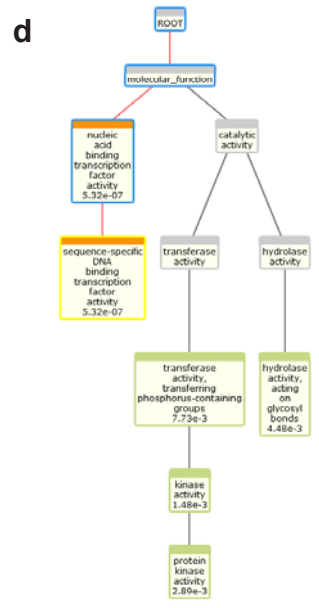 d
ROOT
molecular_function
nucleic
acid
binding
transcription
factor
activity
5.32e-07
catalytic
activity
sequence-specific
DNA
binding
transcription
factor
activity
5.32e-07
transferase
activity
hydrolase
activity
transferase
activity,
transferring
phosphorus-containing
groups
7.73e-3
hydrolase
activity,
acting
on
glycosyl
bonds
4.48e-3
kinase
activity
1.48e-3
protein
kinase
activity
2.89e-3